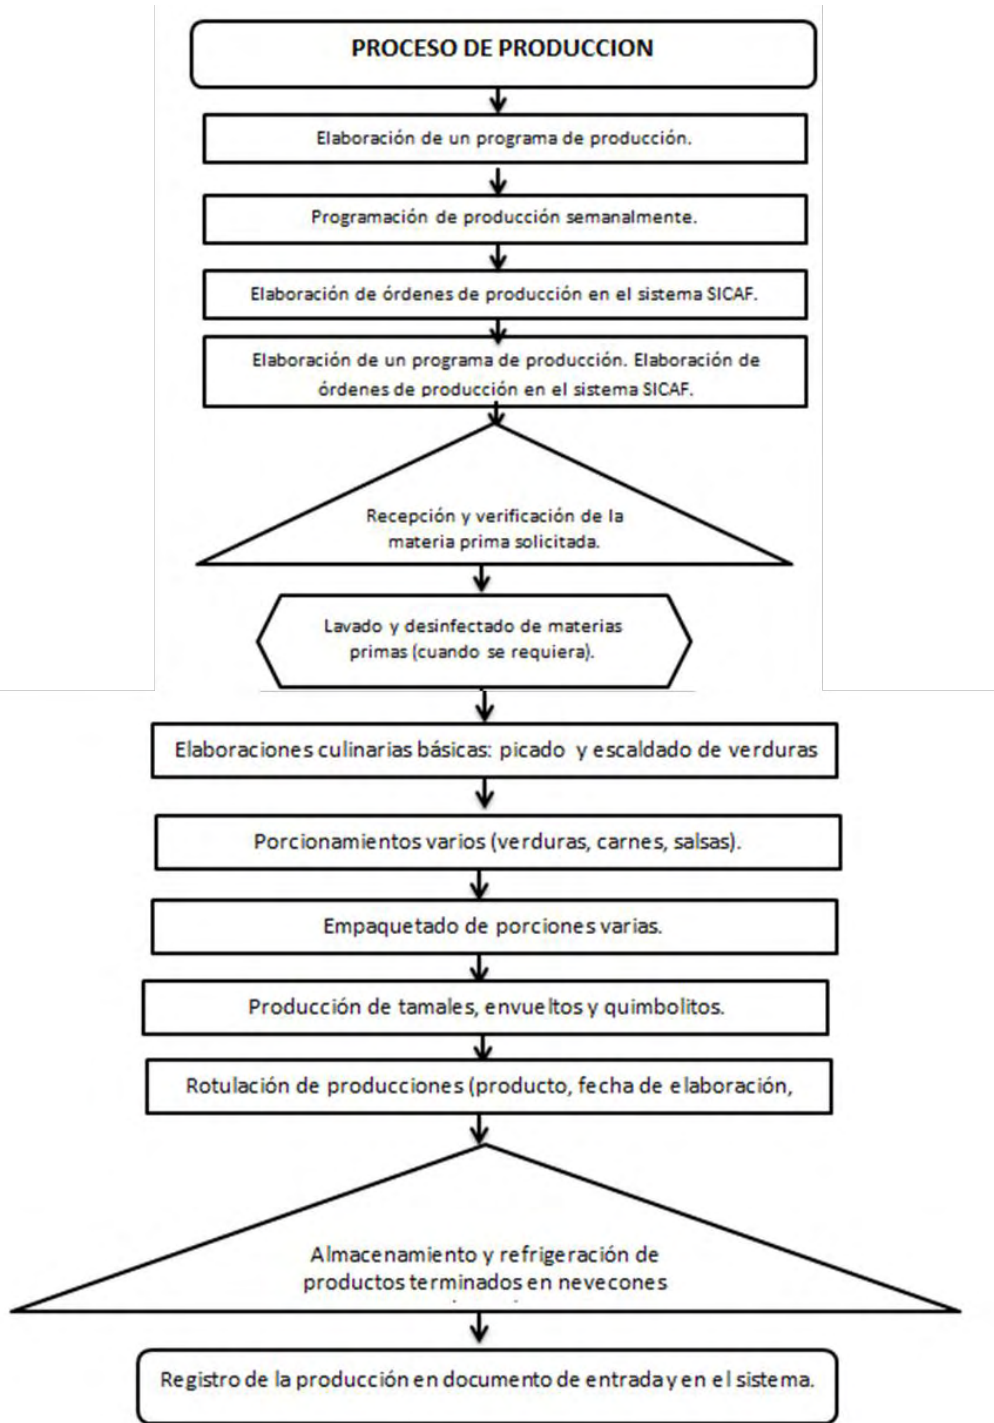 PROCESO DE PRODUCCION
Elaboración de un programa de producción.
Programación de producción semanalmente.
Elaboración de órdenes de producción en el sistema SICAF.
Elaboración de un programa de producción. Elaboración de
órdenes de producción en el sistema SICAF.
Recepción y verificación de la
materia prima solicitada.
Lavado y desinfectado de materias
primas (cuando se requiera).
Elaboraciones culinarias básicas: picado y escaldado de verduras
Porcionamientos varios (verduras, carnes, salsas).
Empaquetado de porciones varias.
Producción de tamales, envueltos y quimbolitos.
Rotulación de producciones (producto, fecha de elaboración,
Almacenamiento y refrigeración de
productos terminados en nevecones
Registro de la producción en documento de entrada y en el sistema.